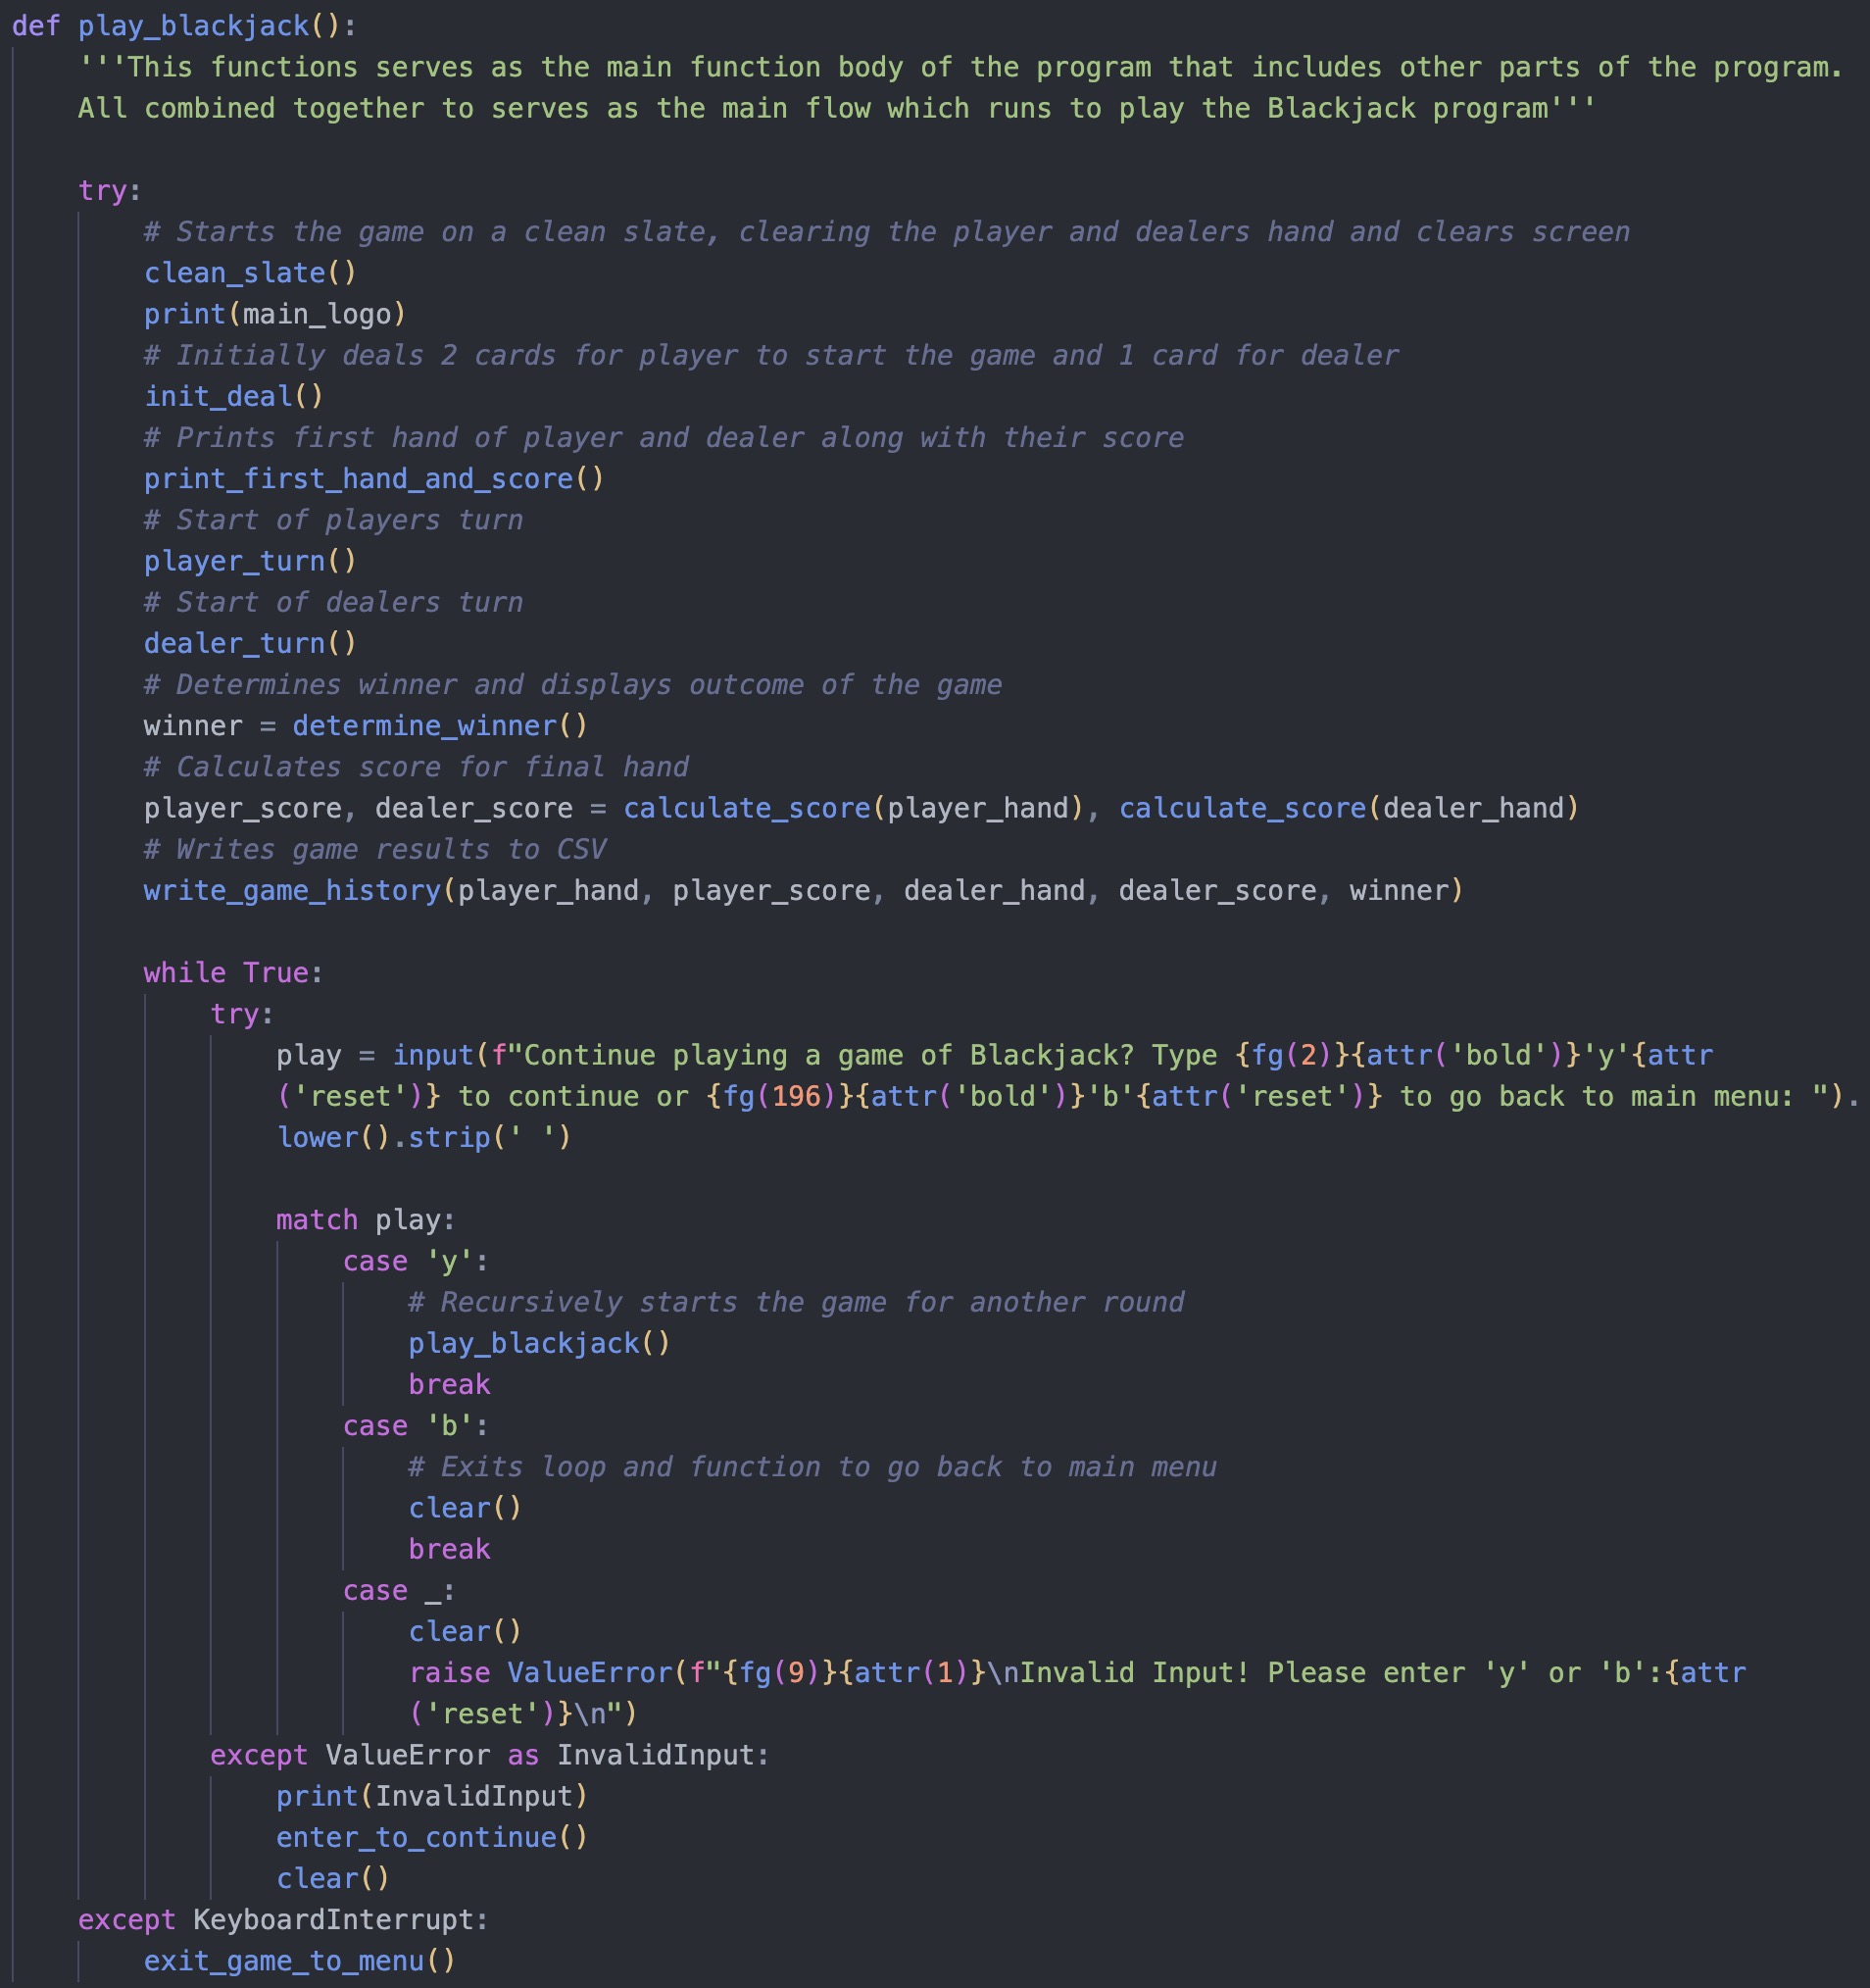 def play_blackjack():
    '''This functions serves as the main function body of the program that includes other parts of the program.
    All combined together to serves as the main flow which runs to play the Blackjack program'''

    try:
        # Starts the game on a clean slate, clearing the player and dealers hand and clears screen
        clean_slate()
        print(main_logo)
        # Initially deals 2 cards for player to start the game and 1 card for dealer
        init_deal()
        # Prints first hand of player and dealer along with their score
        print_first_hand_and_score()
        # Start of players turn
        player_turn()
        # Start of dealers turn
        dealer_turn()
        # Determines winner and displays outcome of the game
        winner = determine_winner()
        # Calculates score for final hand
        player_score, dealer_score = calculate_score(player_hand), calculate_score(dealer_hand)
        # Writes game results to CSV
        write_game_history(player_hand, player_score, dealer_hand, dealer_score, winner)

        while True:
            try:
                play = input(f"Continue playing a game of Blackjack? Type {fg(2)}{attr('bold')}'y'{attr
                ('reset')} to continue or {fg(196)}{attr('bold')}'b'{attr('reset')} to go back to main menu: ").
                lower().strip(' ')

                match play:
                    case 'y':
                        # Recursively starts the game for another round
                        play_blackjack()
                        break
                    case 'b':
                        # Exits loop and function to go back to main menu
                        clear()
                        break
                    case _:
                        clear()
                        raise ValueError(f"{fg(9)}{attr(1)}\nInvalid Input! Please enter 'y' or 'b':{attr
                        ('reset')}\n")
            except ValueError as InvalidInput:
                print(InvalidInput)
                enter_to_continue()
                clear()
    except KeyboardInterrupt:
        exit_game_to_menu()